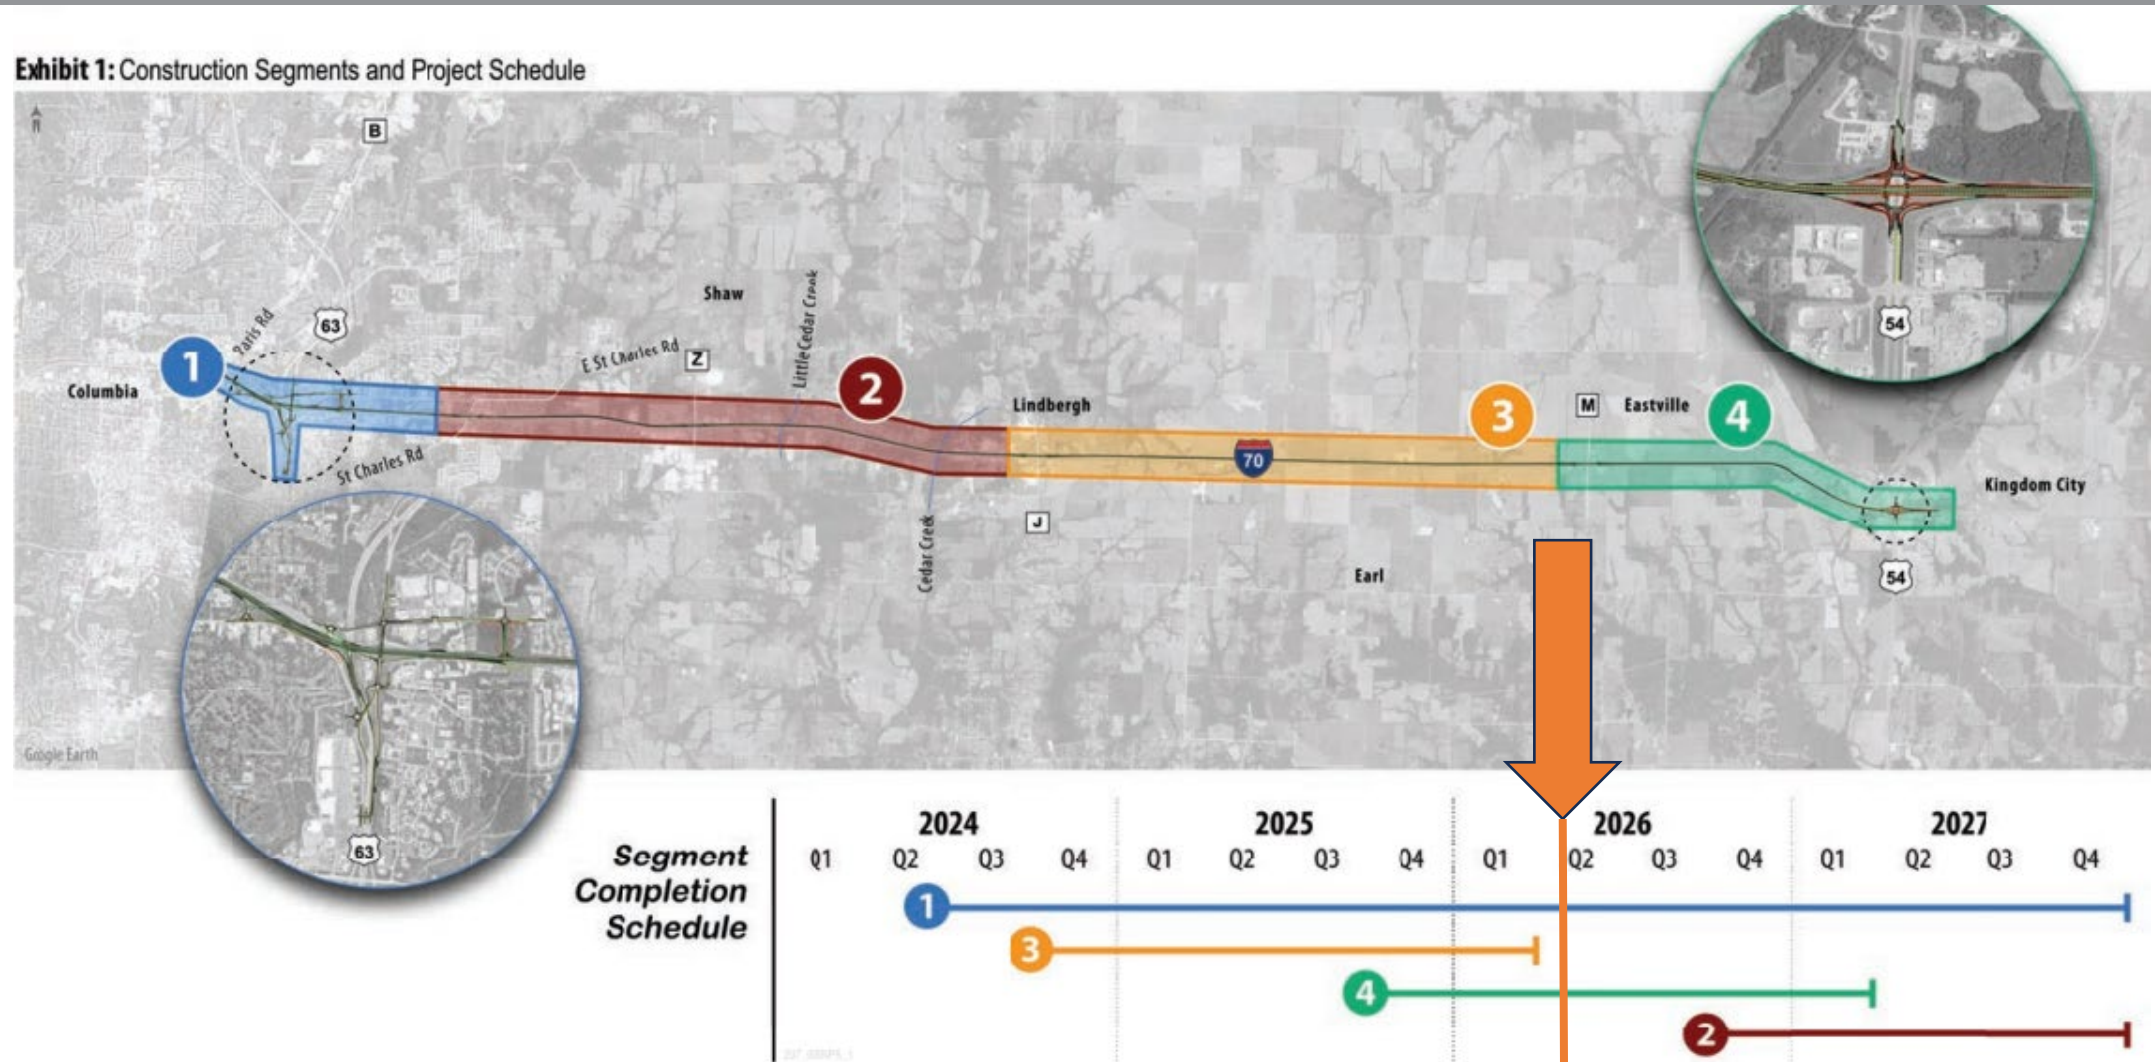 Exhibit 1: Construction Segments and Project Schedule
N
B
54
Shaw
Little Cedar Creek
Paris Rd
63
E St Charles Rd
Z
1
Columbia
2
Lindbergh
3
M
Eastville
4
70
St Charles Rd
Kingdom City
J
Cedar Creek
Earl
54
Google Earth
63
2024
2025
2026
2027
Segment
Completion
Schedule
Q1 Q2 Q3 Q4 Q1 Q2 Q3 Q4 Q1 Q2 Q3 Q4 Q1 Q2 Q3 Q4
1
3
4
2